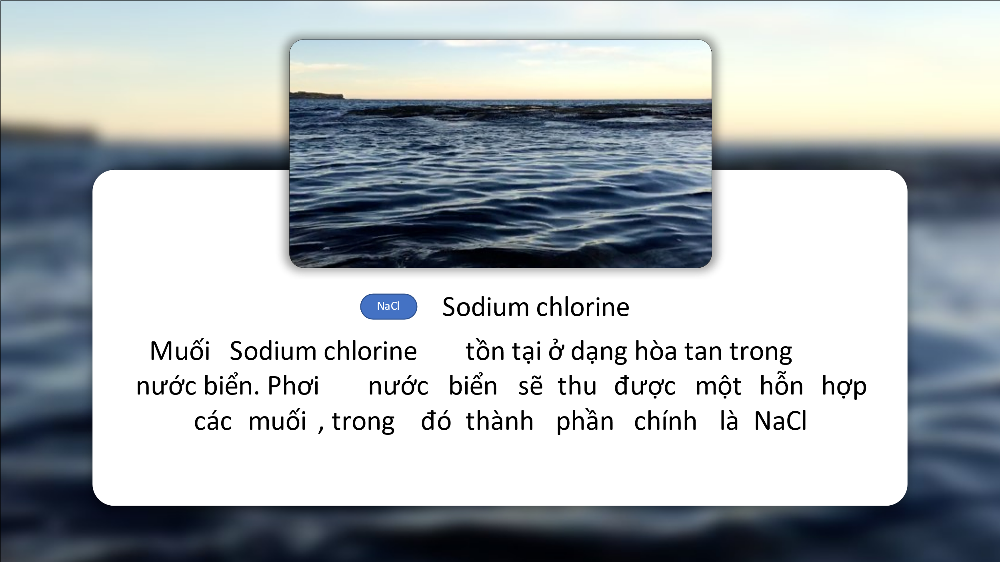 NaCl Sodium chlorine
Muối Sodium chlorine tồn tại ở dạng hòa tan trong
nước biển. Phơi nước biển sẽ thu được một hỗn hợp
các muối , trong đó thành phần chính là NaCl